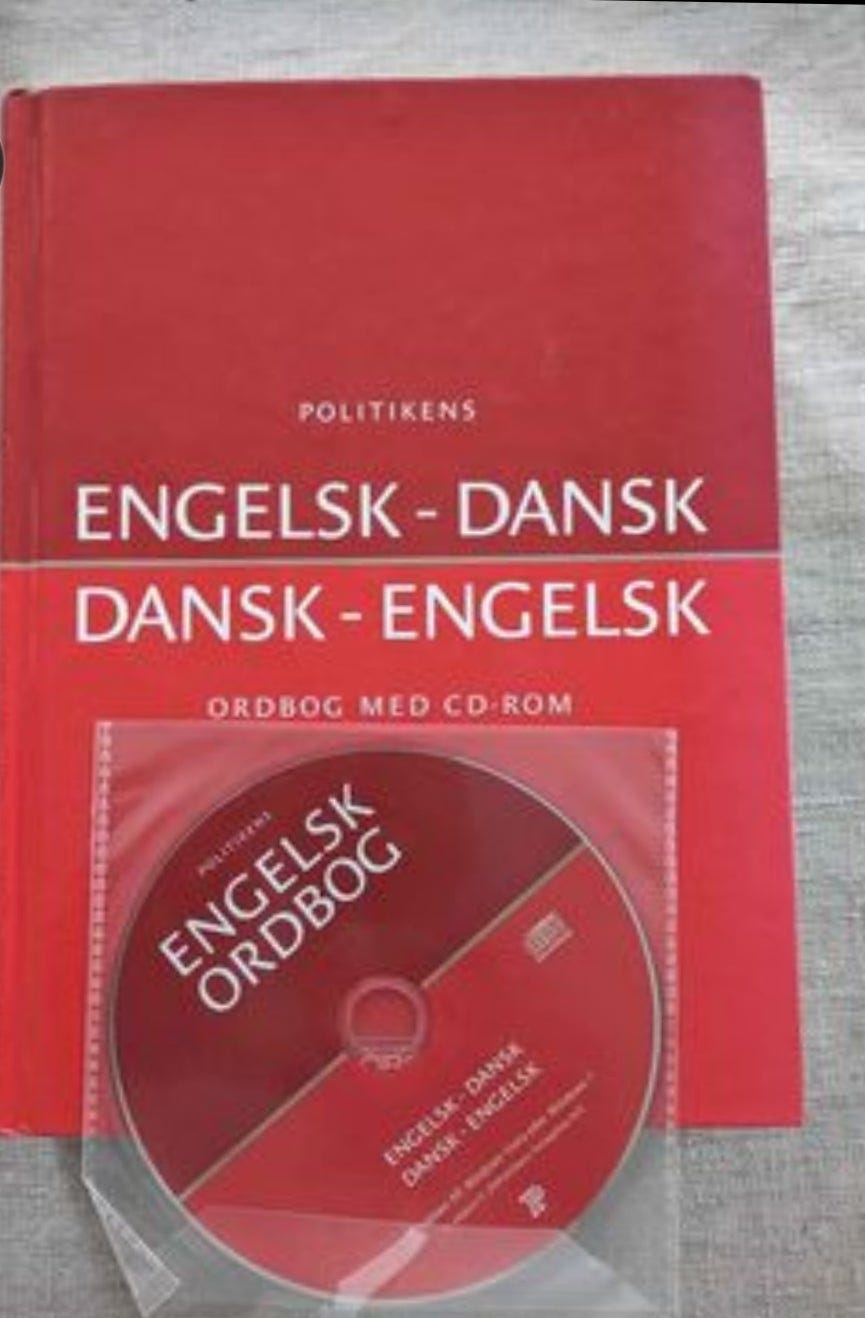 POLITIKENS
ENGELSK - DANSK
DANSK - ENGELSK
ORDBOG MED CD-ROM
POLITIKENS
ENGELSK
ORDBOG
ENGELSK - DANSK
DANSK - ENGELSK